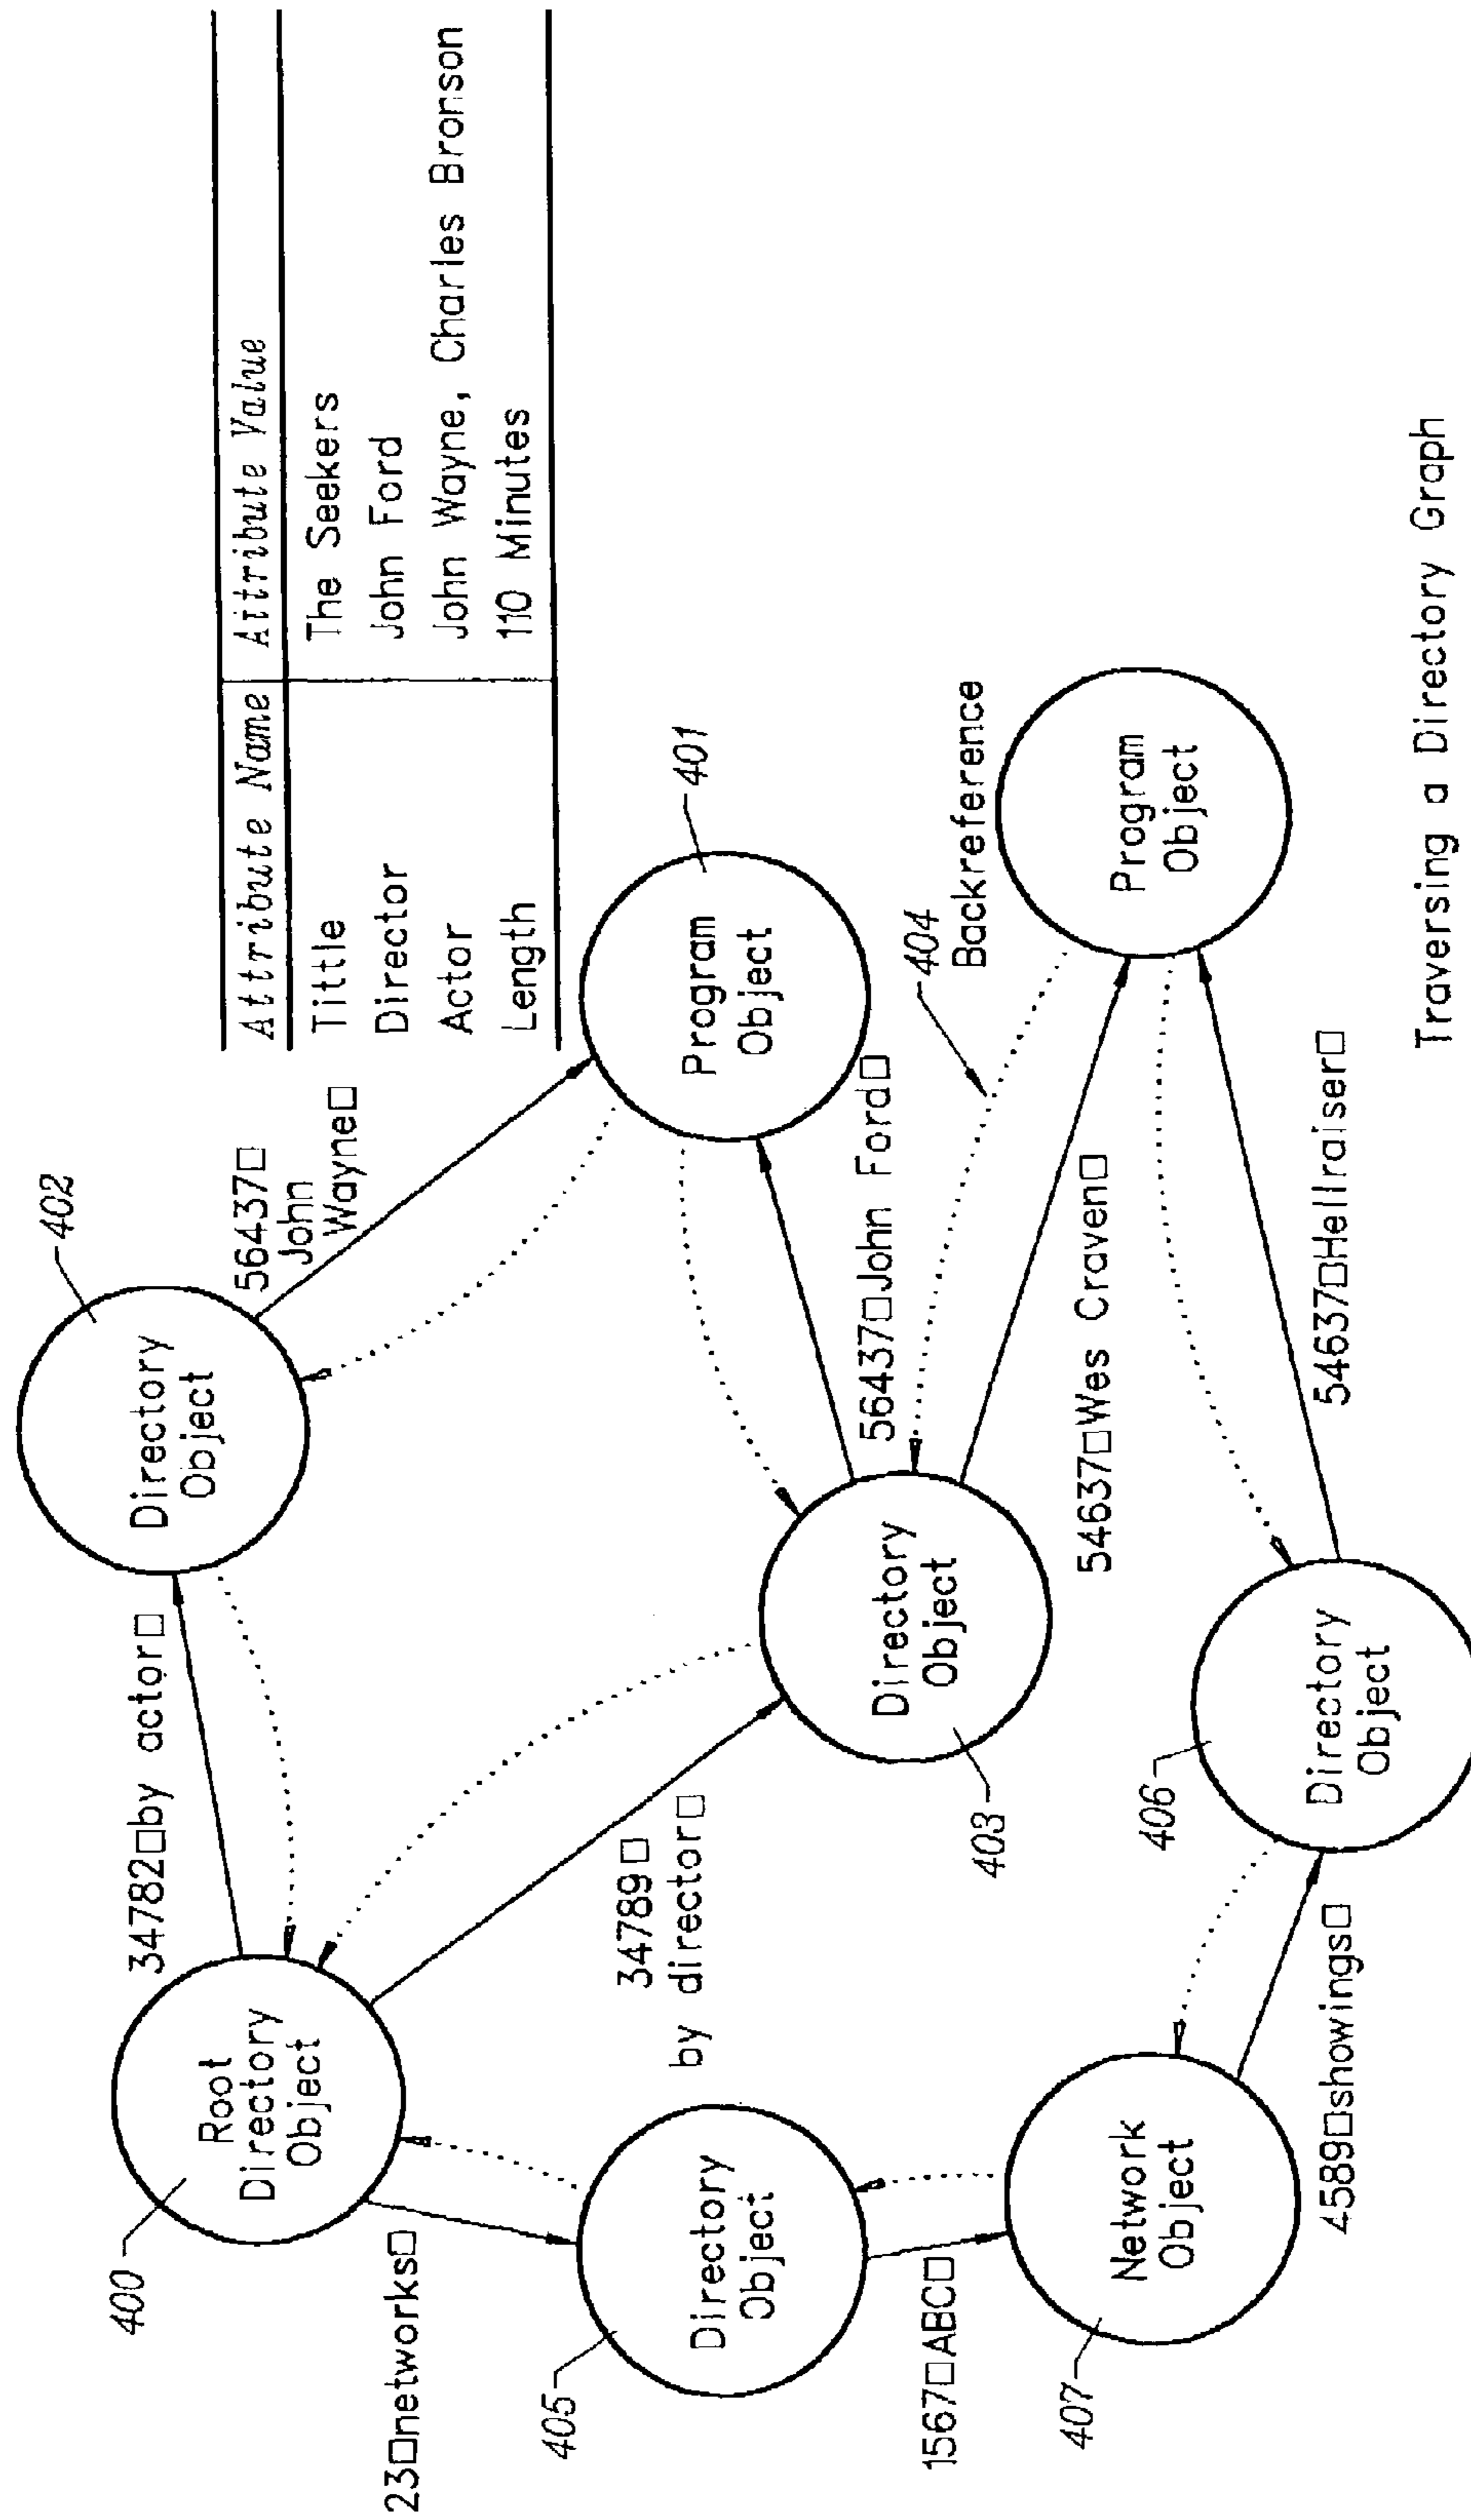 402
34782□by actor□
Directory
Object
56437□
John
Wayne□
Attribute Name Attribute Value
Tittle The Seekers
Director John Ford
Actor John Wayne, Charles Bronson
Length 110 Minutes
400
Root
Directory
Object
23□networks□
34789□
by director□
401
Program
Object
405
Directory
Object
403
Directory
Object
56437□John Ford□
404
Backreference
1567□ABC□
54637□Wes Craven□
Program
Object
407
Network
Object
406
Directory
Object
4589□showings□
54637□Hellraiser□
Traversing a Directory Graph